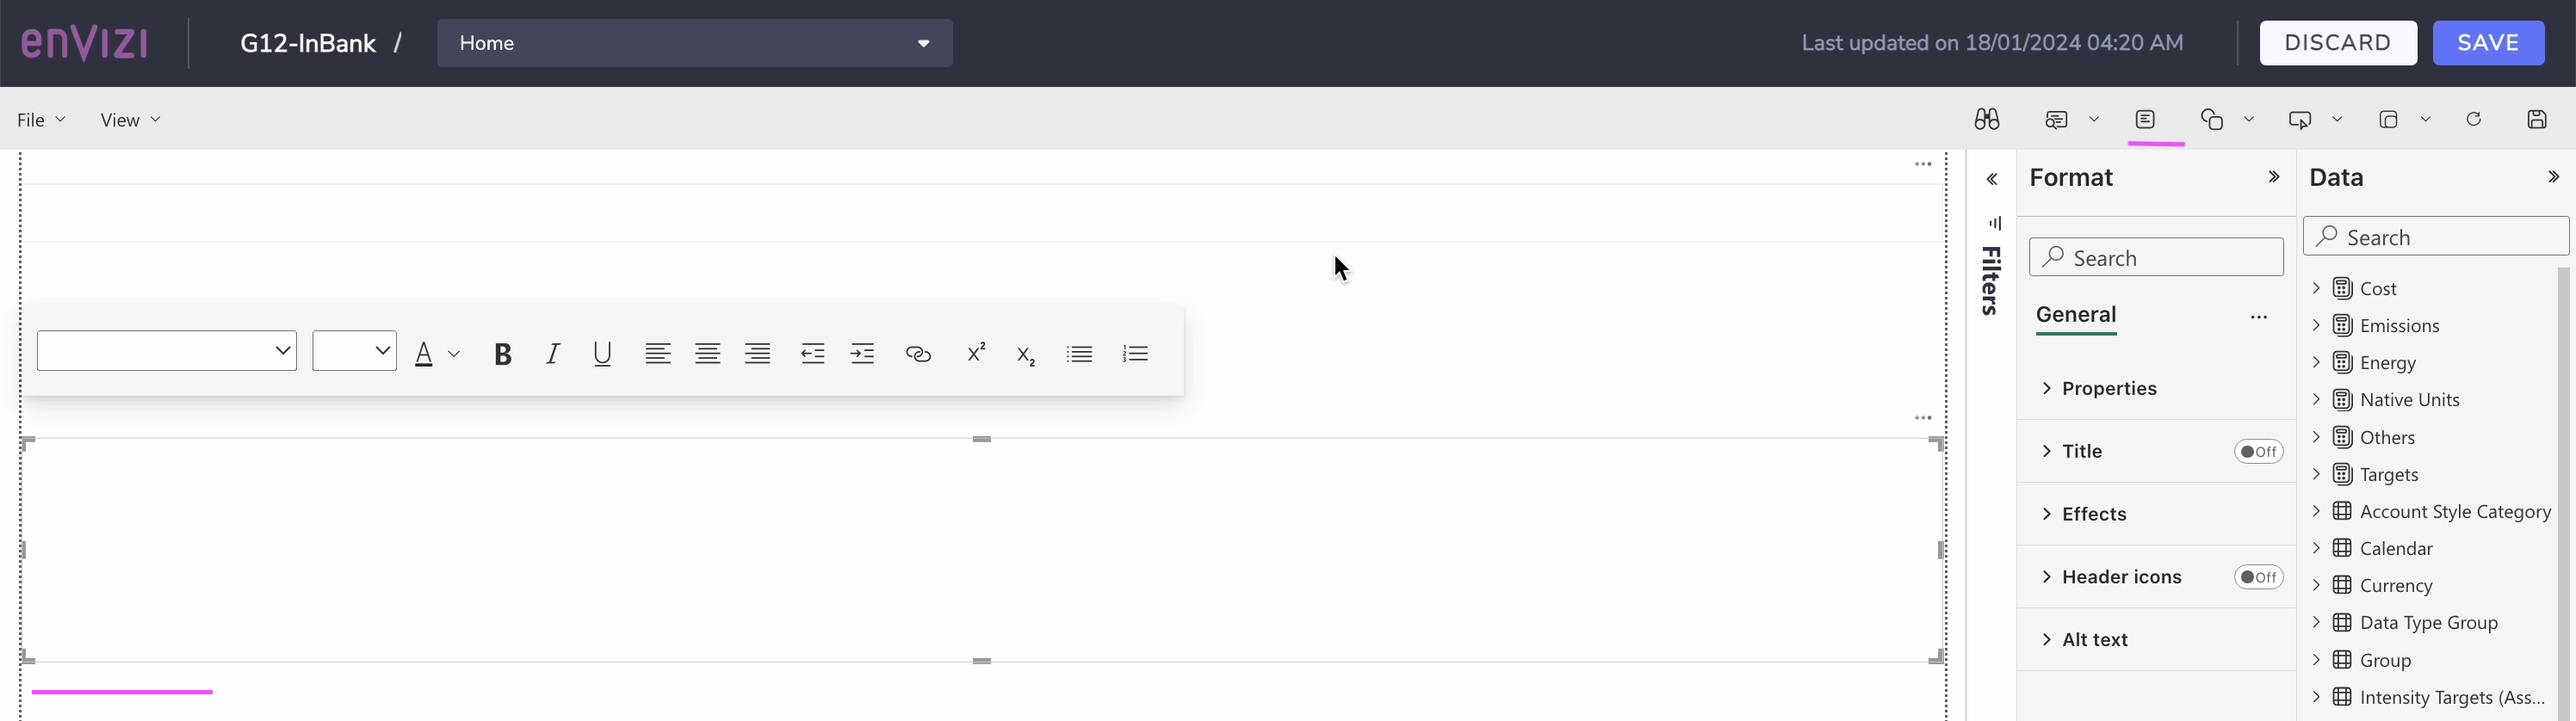 enVizi
G12-InBank /
Home
Last updated on 18/01/2024 04:20 AM
DISCARD
SAVE
File
View
Format
Data
Search
Search
Filters
General
Cost
Emissions
Energy
Native Units
Others
Targets
Account Style Category
Calendar
Currency
Data Type Group
Group
Intensity Targets (Ass...
Properties
Title Off
Effects
Header icons Off
Alt text
A B I U X² X₂